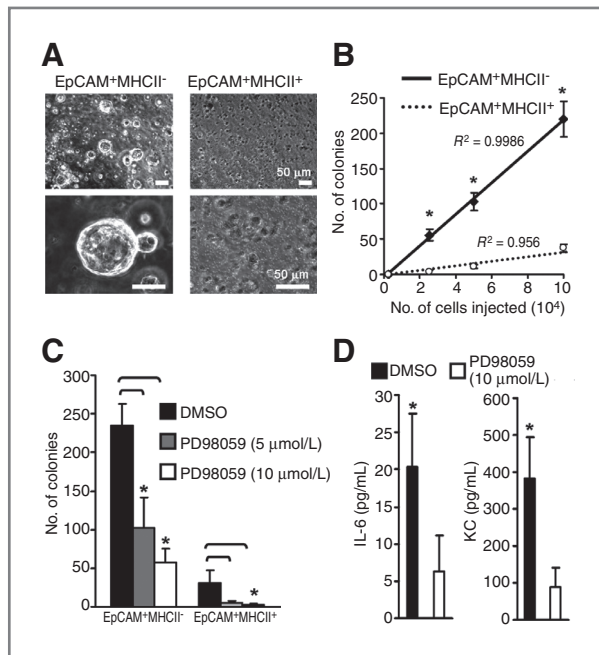 A
EpCAM⁺MHCII⁻ EpCAM⁺MHCII⁺
50 μm
50 μm
B
EpCAM⁺MHCII⁻
EpCAM⁺MHCII⁺
No. of colonies
250
200
150
100
50
0
R² = 0.9986
R² = 0.956
*
*
*
0 2 4 6 8 10
No. of cells injected (10⁴)
C
No. of colonies
300
250
200
150
100
50
0
DMSO
PD98059 (5 μmol/L)
PD98059 (10 μmol/L)
*
*
*
EpCAM⁺MHCII⁻ EpCAM⁺MHCII⁺
D
DMSO
PD98059
(10 μmol/L)
IL-6 (pg/mL)
30
25
20
15
10
5
0
*
KC (pg/mL)
600
500
400
300
200
100
0
*